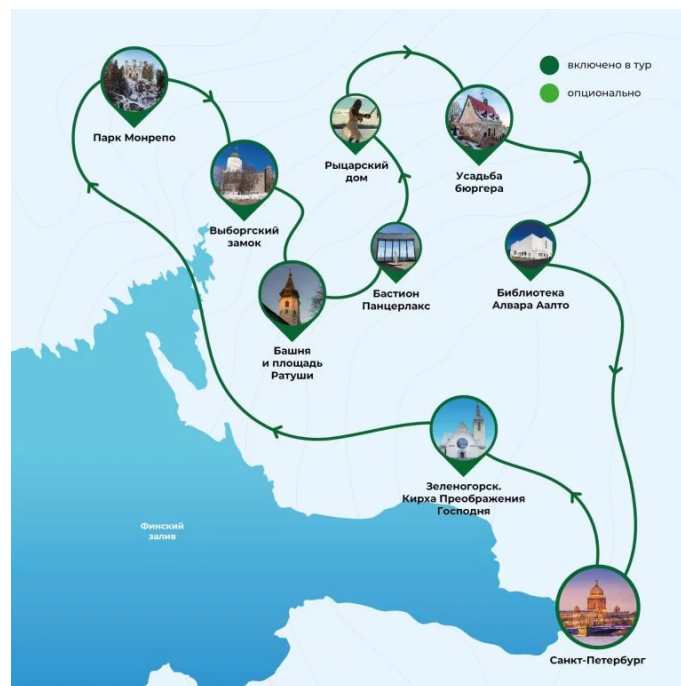 включено в тур
опционально
Парк Монрепо
Рыцарский
дом
Усадьба
бюргера
Выборгский
замок
Бастион
Панцерлакс
Библиотека
Алвара Аалто
Башня
и площадь
Ратуши
Зеленогорск.
Кирха Преображения
Господня
Финский
залив
Санкт-Петербург